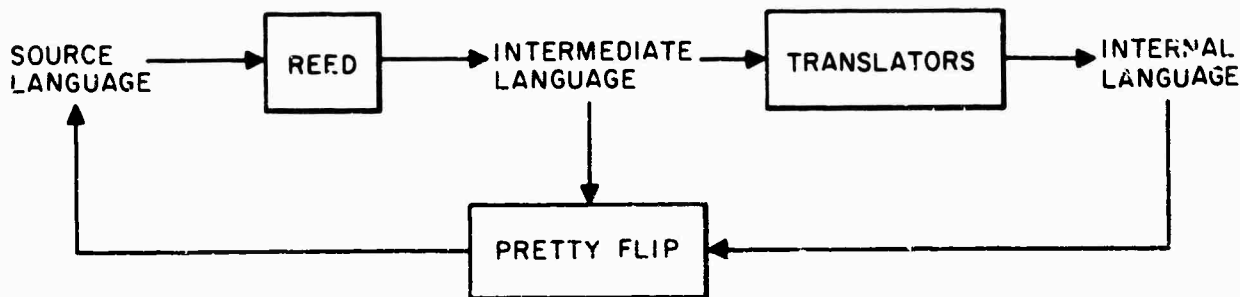 SOURCE
LANGUAGE
REED
INTERMEDIATE
LANGUAGE
TRANSLATORS
INTERNAL
LANGUAGE
PRETTY FLIP